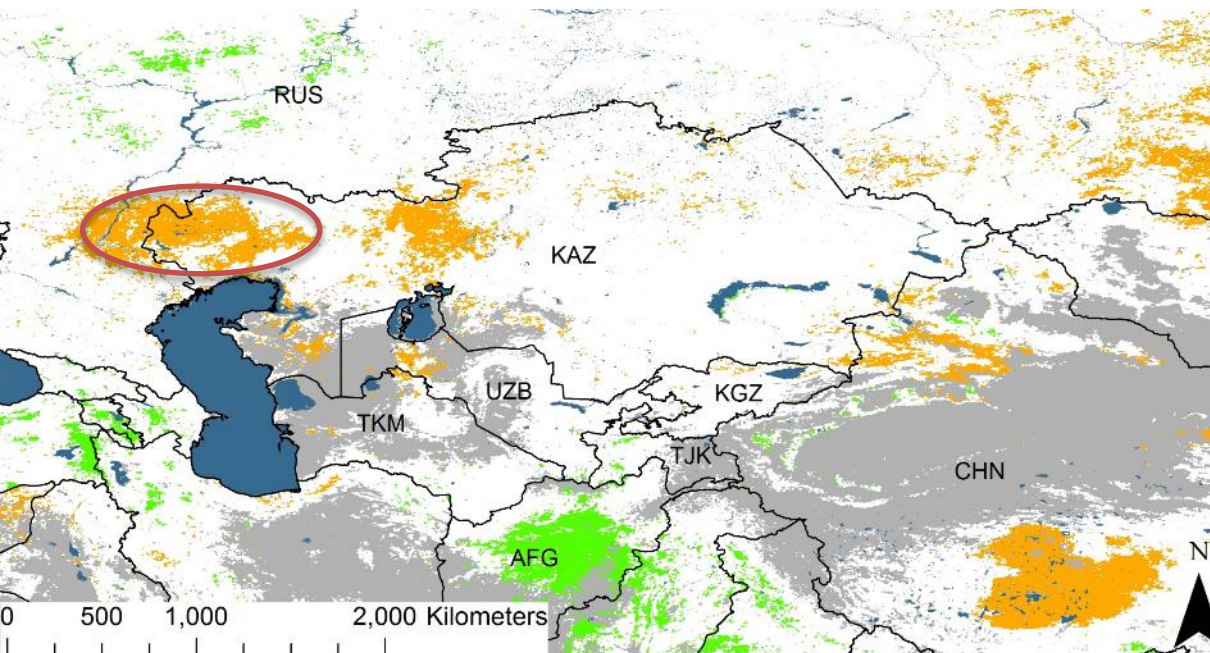 RUS
KAZ
UZB
KGZ
TKM
TJK
CHN
AFG
N
0 500 1,000 2,000 Kilometers